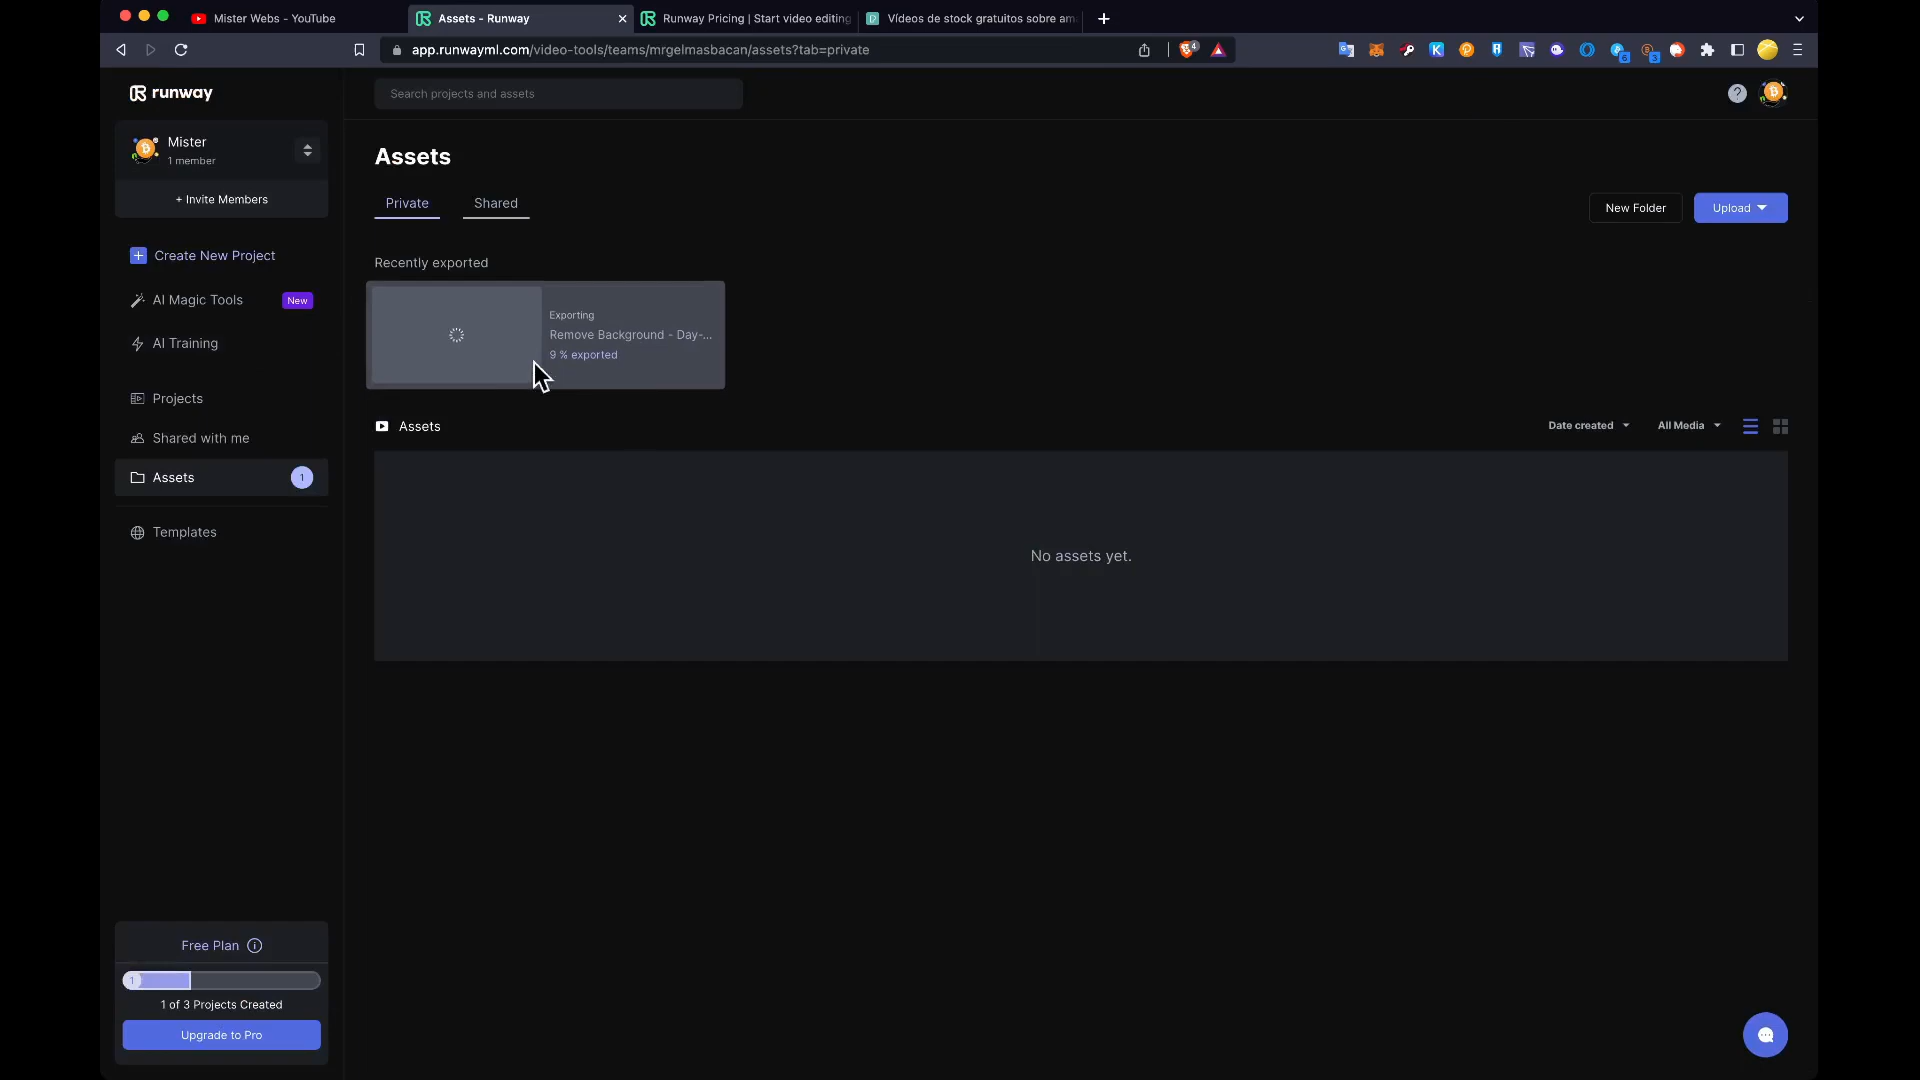 Mister Webs - YouTube
Assets - Runway
Runway Pricing | Start video editing
Vídeos de stock gratuitos sobre am
app.runwayml.com/video-tools/teams/mrgelmasbacan/assets?tab=private
4
6
3
runway
Search projects and assets
?
Mister
1 member
+ Invite Members
Create New Project
AI Magic Tools
New
AI Training
Projects
Shared with me
Assets
1
Templates
Assets
Private
Shared
New Folder
Upload
Recently exported
Exporting
Remove Background - Day-...
9 % exported
Assets
Date created
All Media
No assets yet.
Free Plan
1
1 of 3 Projects Created
Upgrade to Pro